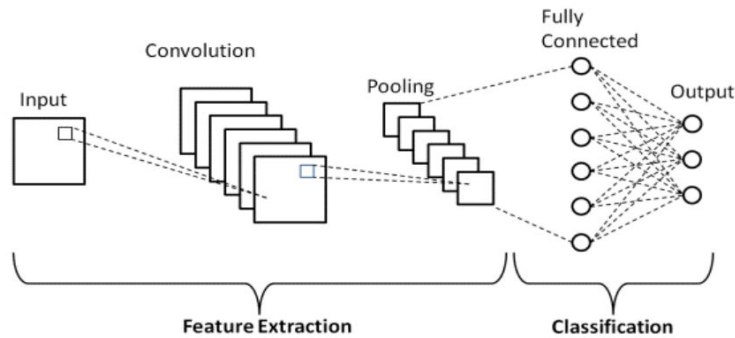 Fully
Connected
Convolution
Pooling
Input
Output
Feature Extraction
Classification